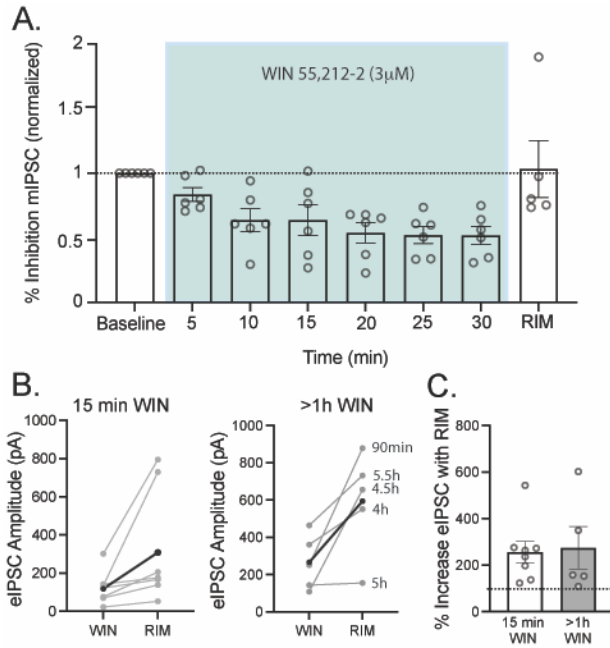 A.
% Inhibition mIPSC (normalized)
2
1.5
1
0.5
0
WIN 55,212-2 (3µM)
Baseline 5 10 15 20 25 30 RIM
Time (min)
B.
15 min WIN
eIPSC Amplitude (pA)
1000
800
600
400
200
0
WIN RIM
>1h WIN
eIPSC Amplitude (pA)
1000
800
600
400
200
0
90min
5.5h
4.5h
4h
5h
WIN RIM
C.
% Increase eIPSC with RIM
800
600
400
200
0
15 min
WIN
>1h
WIN